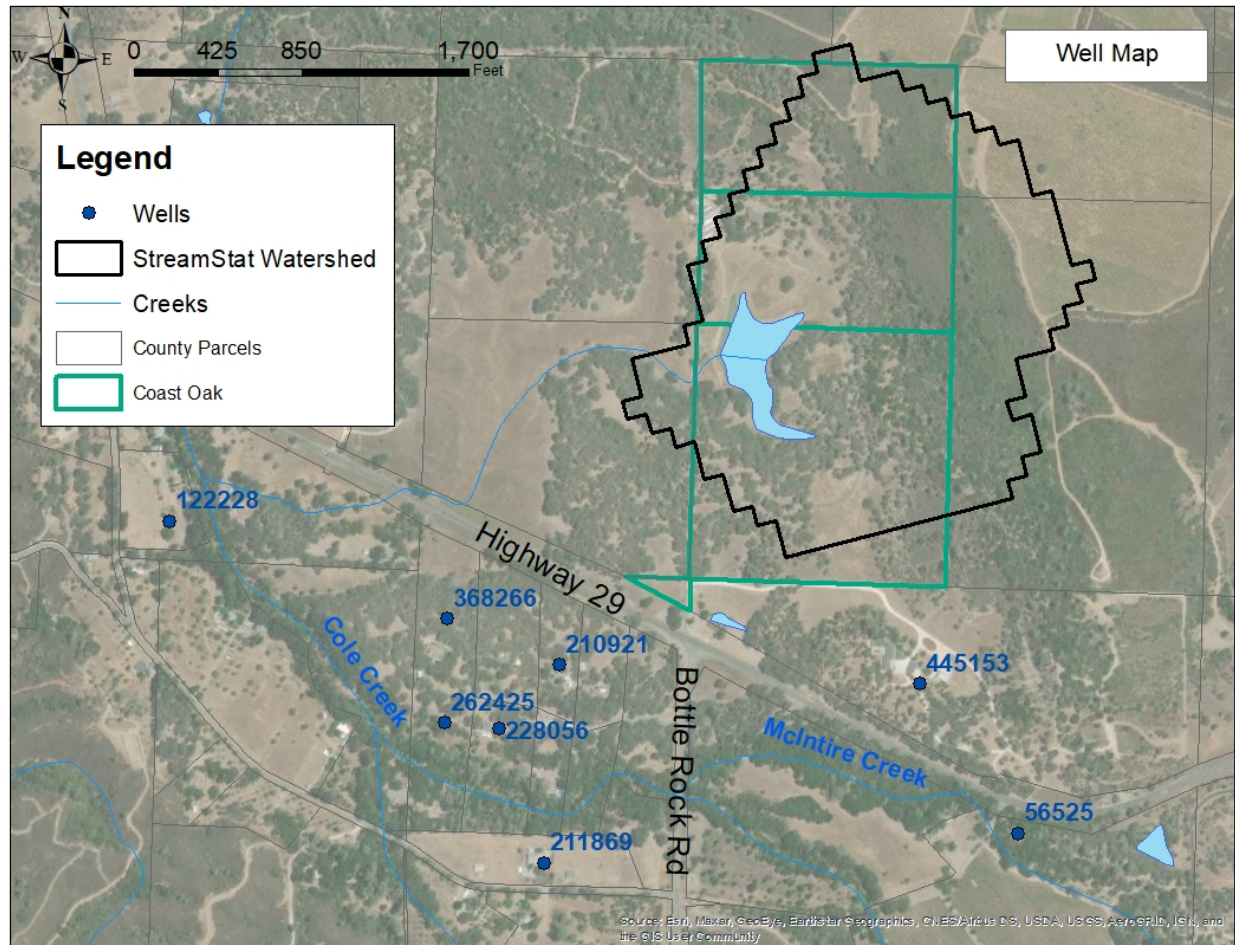 N
W
E
S
0 425 850 1,700
Feet
Well Map
Legend
Wells
StreamStat Watershed
Creeks
County Parcels
Coast Oak
122228
Highway 29
368266
210921
Cole Creek
262425
228056
445153
Bottle Rock Rd
McIntire Creek
56525
211869
Source: Esri, Maxar, GeoEye, Earthstar Geographics, CNES/Airbus DS, USDA, USGS, AeroGRID, IGN, and
the GIS User Community